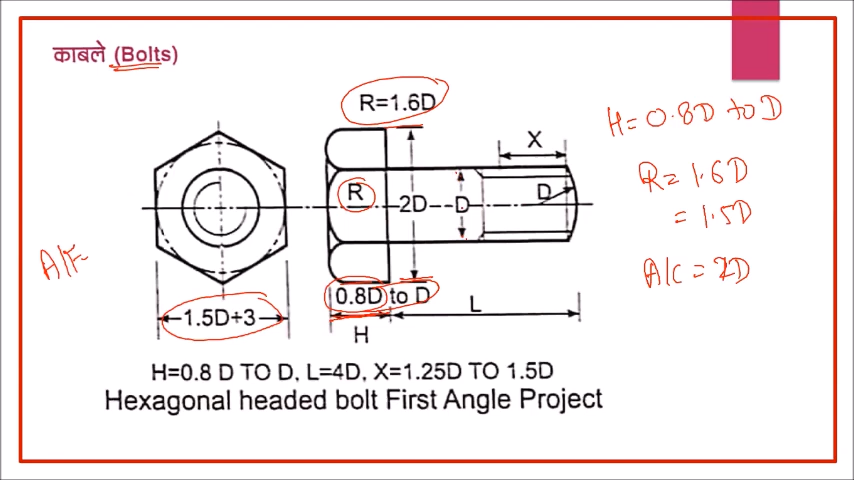 काबले (Bolts)
R=1.6D
H= 0.8D to D
X
R= 1.6D
R
2D
D
D
= 1.5D
A/F
A/C = 2D
0.8D to D
L
1.5D+3
H
H=0.8 D TO D, L=4D, X=1.25D TO 1.5D
Hexagonal headed bolt First Angle Project